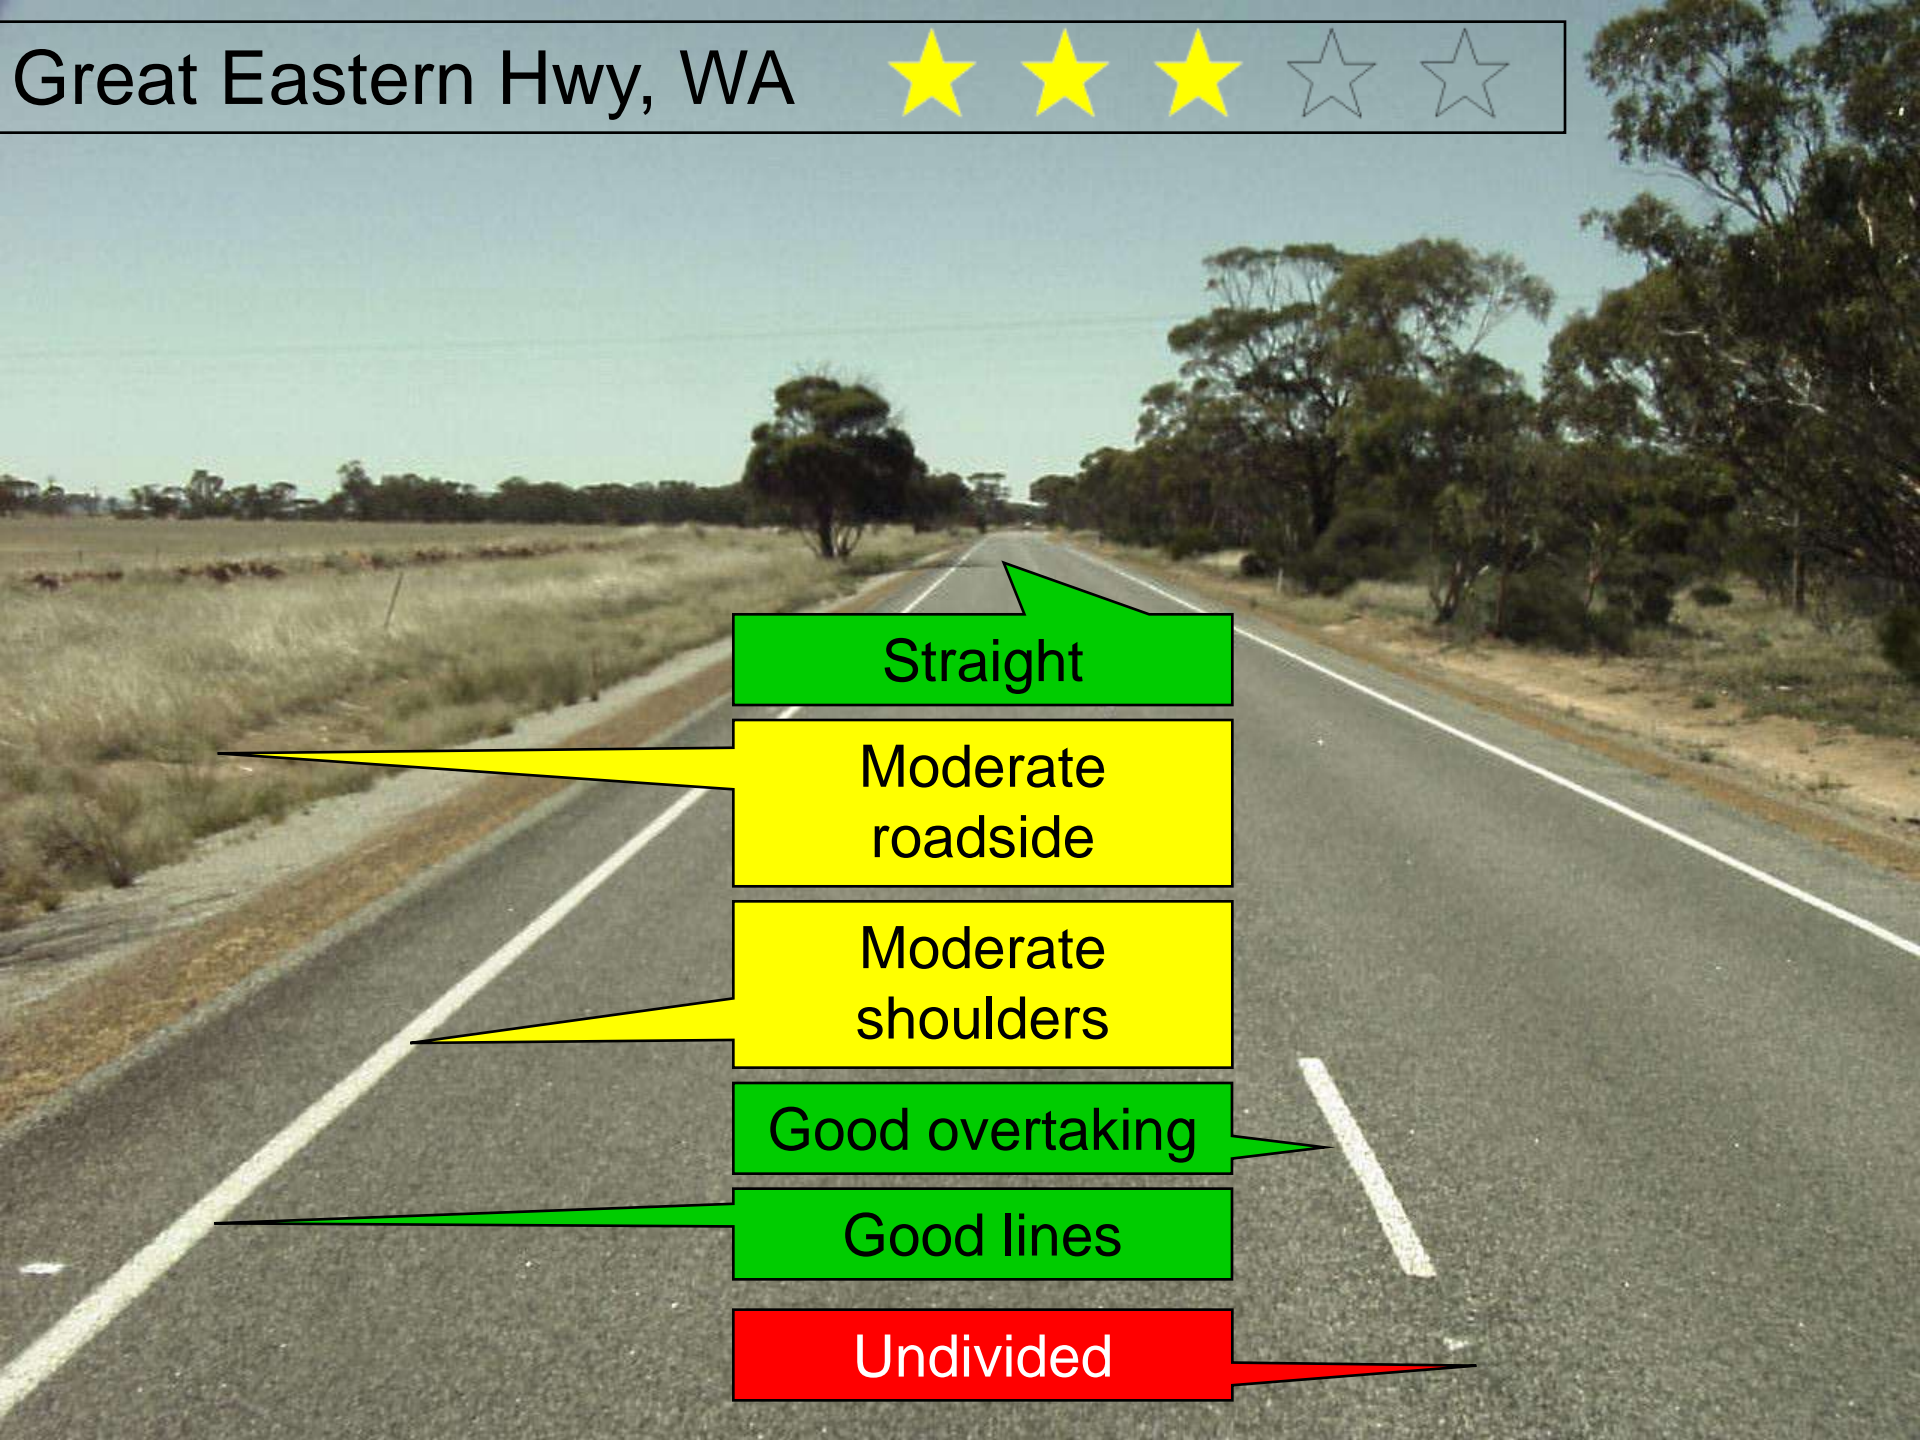 Great Eastern Hwy, WA
Straight
Moderate
roadside
Moderate
shoulders
Good overtaking
Good lines
Undivided